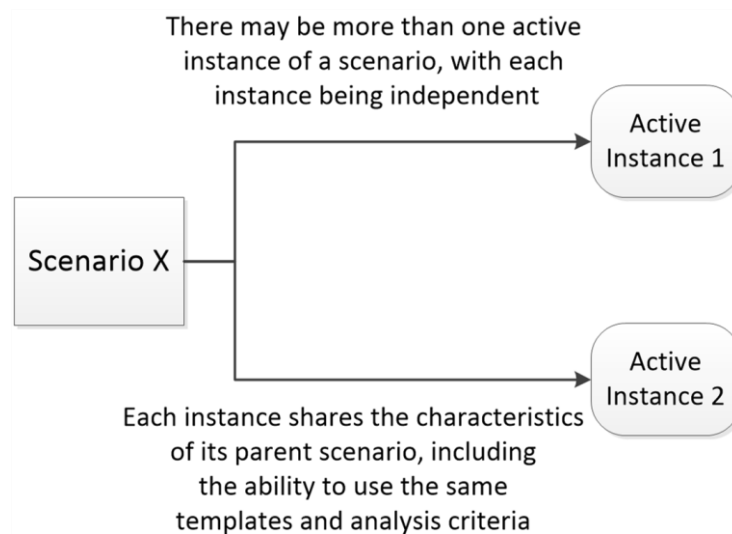 There may be more than one active
instance of a scenario, with each
instance being independent
Active
Instance 1
Scenario X
Active
Instance 2
Each instance shares the characteristics
of its parent scenario, including
the ability to use the same
templates and analysis criteria